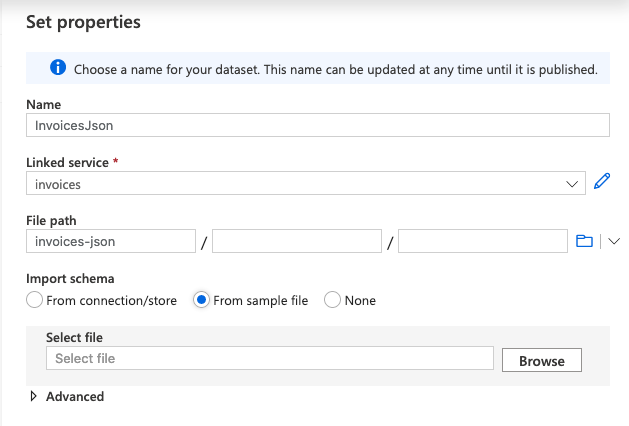 Set properties
Choose a name for your dataset. This name can be updated at any time until it is published.
Name
InvoicesJson
Linked service *
invoices
File path
invoices-json / /
Import schema
From connection/store From sample file None
Select file
Select file Browse
Advanced